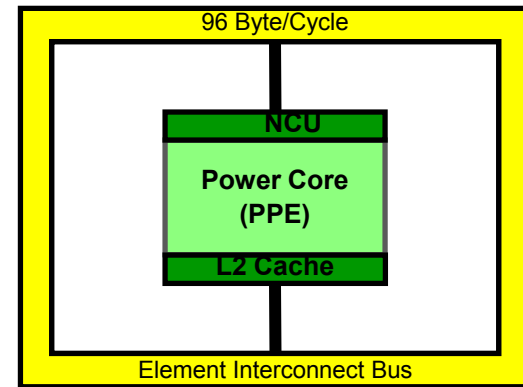 96 Byte/Cycle
NCU
Power Core
(PPE)
L2 Cache
Element Interconnect Bus